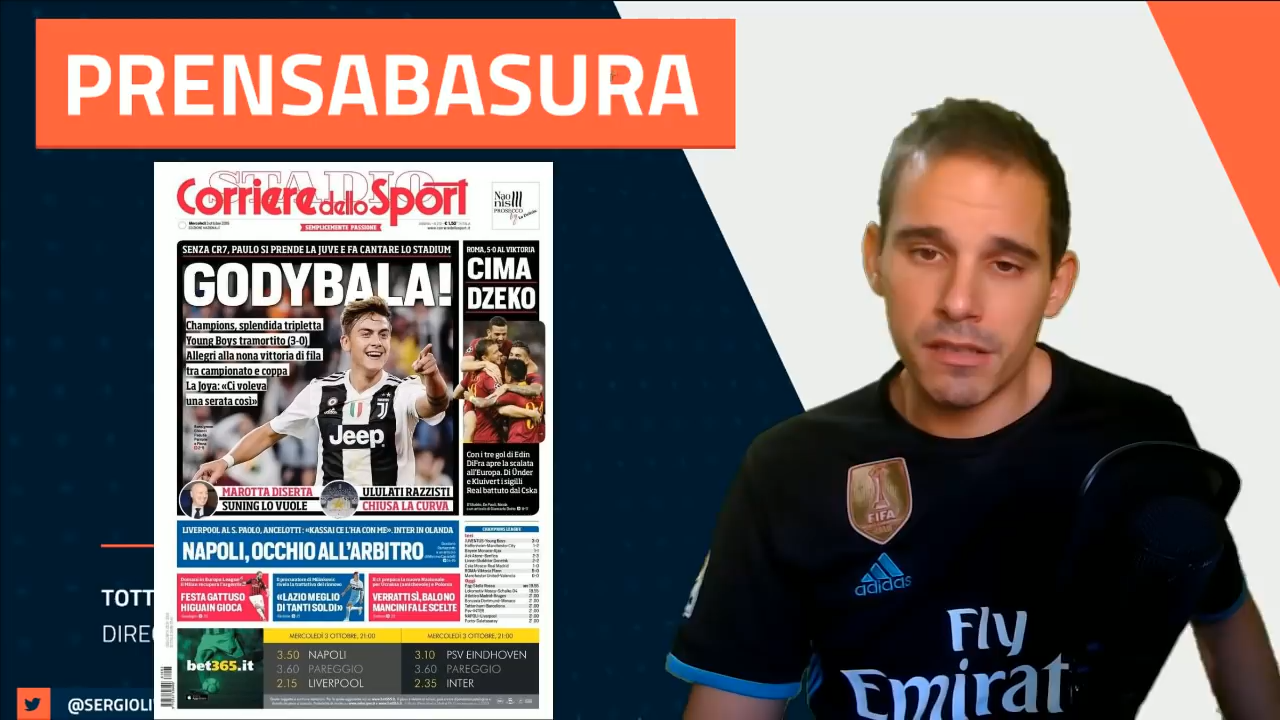 PRENSABASURA
STADIO
Corriere dello Sport
SEMPLICEMENTE PASSIONE
SENZA CR7, PAULO SI PRENDE LA JUVE E FA CANTARE LO STADIUM
GODYBALA!
Champions, splendida tripletta
Young Boys tramortito (3-0)
Allegri alla nona vittoria di fila
tra campionato e coppa
La Joya: «Ci voleva
una serata così»
Jeep
MAROTTA DISERTA
SUNING LO VUOLE
ULULATI RAZZISTI
CHIUSA LA CURVA
ROMA, 5-0 AL VIKTORIA
CIMA
DZEKO
Con i tre gol di Edin
DiFra apre la scalata
all'Europa. Di Ünder
e Kluivert i sigilli
Real battuto dal Cska
LIVERPOOL AL S. PAOLO, ANCELOTTI: «KASSAI CE L'HA CON ME». INTER IN OLANDA
NAPOLI, OCCHIO ALL'ARBITRO
CHAMPIONS LEAGUE
FESTA GATTUSO
HIGUAIN GIOCA
«LAZIO MEGLIO
DI TANTI SOLDI»
VERRATTI SÌ, BALO NO
MANCINI FA LE SCELTE
bet365.it
MERCOLEDÌ 3 OTTOBRE, 21:00
3.50 NAPOLI
3.60 PAREGGIO
2.15 LIVERPOOL
MERCOLEDÌ 3 OTTOBRE, 21:00
3.10 PSV EINDHOVEN
3.60 PAREGGIO
2.35 INTER
TOTT
DIREC
@SERGIOLI
FIFA
adidas
Fly
Emirat